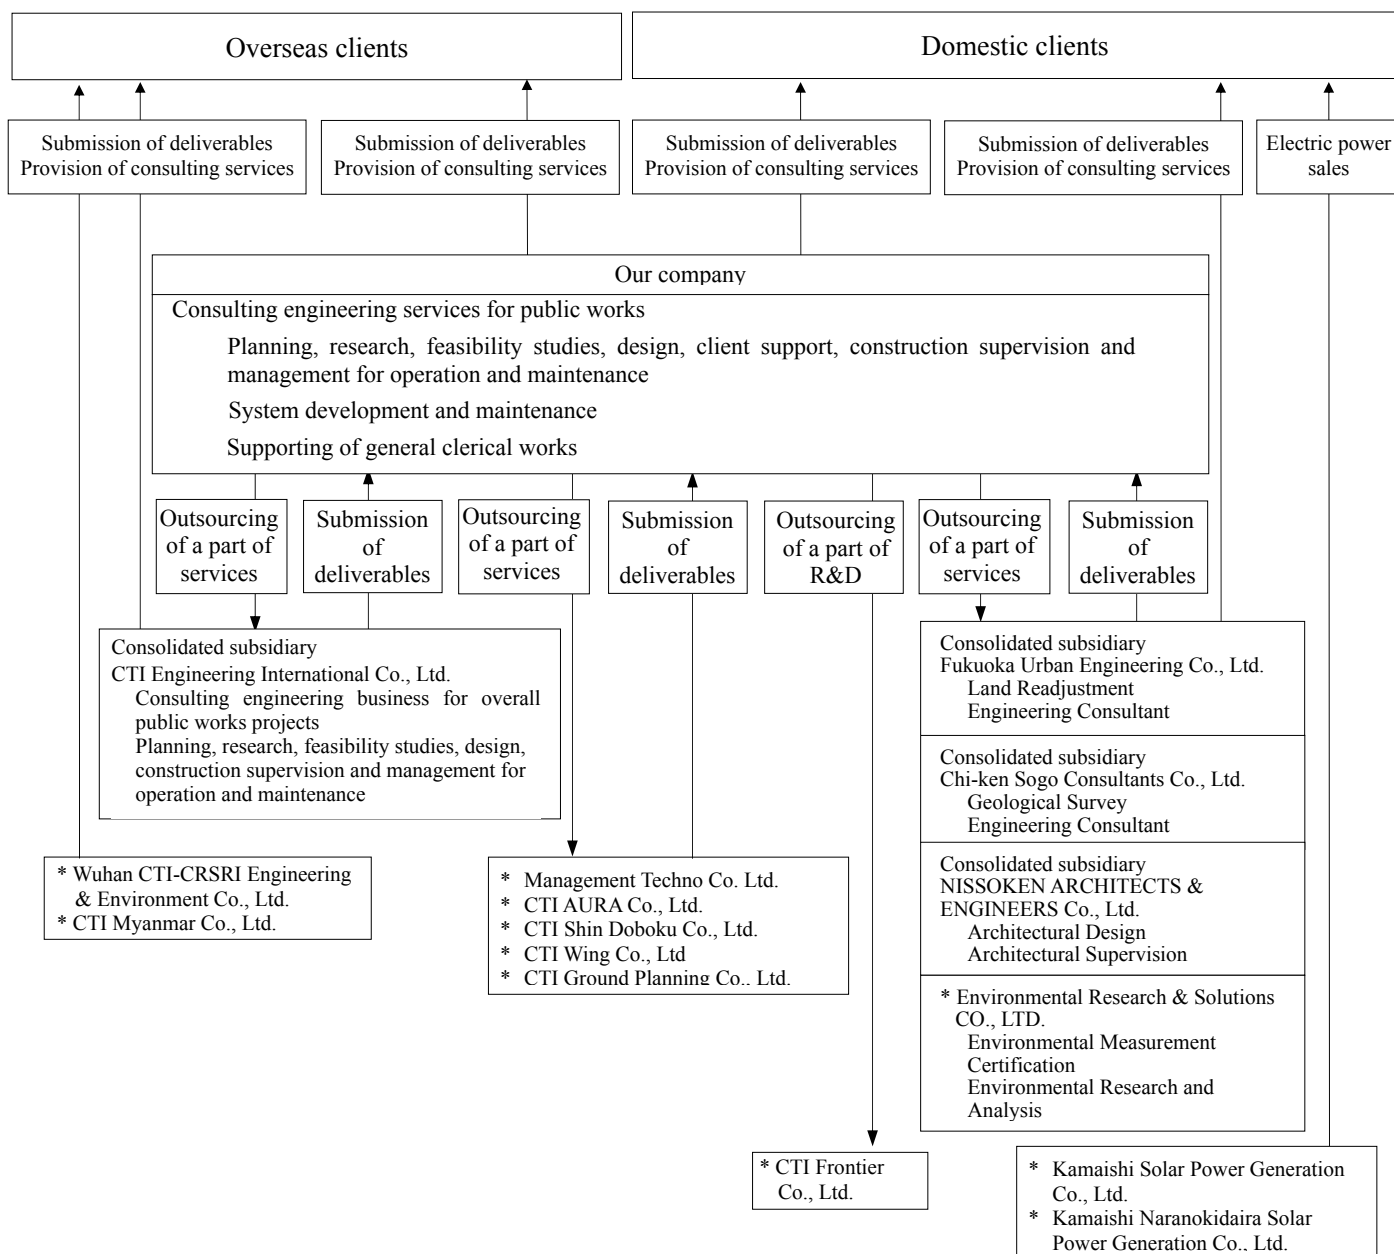 Overseas clients
Domestic clients
Submission of deliverables
Provision of consulting services
Submission of deliverables
Provision of consulting services
Submission of deliverables
Provision of consulting services
Submission of deliverables
Provision of consulting services
Electric power
sales
Our company
Consulting engineering services for public works
Planning, research, feasibility studies, design, client support, construction supervision and
management for operation and maintenance
System development and maintenance
Supporting of general clerical works
Outsourcing
of a part of
services
Submission
of
deliverables
Outsourcing
of a part of
services
Submission
of
deliverables
Outsourcing
of a part of
R&D
Outsourcing
of a part of
services
Submission
of
deliverables
Consolidated subsidiary
CTI Engineering International Co., Ltd.
Consulting engineering business for overall
public works projects
Planning, research, feasibility studies, design,
construction supervision and management for
operation and maintenance
Consolidated subsidiary
Fukuoka Urban Engineering Co., Ltd.
Land Readjustment
Engineering Consultant
Consolidated subsidiary
Chi-ken Sogo Consultants Co., Ltd.
Geological Survey
Engineering Consultant
Consolidated subsidiary
NISSOKEN ARCHITECTS &
ENGINEERS Co., Ltd.
Architectural Design
Architectural Supervision
* Environmental Research & Solutions
CO., LTD.
Environmental Measurement
Certification
Environmental Research and
Analysis
* Wuhan CTI-CRSRI Engineering
& Environment Co., Ltd.
* CTI Myanmar Co., Ltd.
* Management Techno Co. Ltd.
* CTI AURA Co., Ltd.
* CTI Shin Doboku Co., Ltd.
* CTI Wing Co., Ltd
* CTI Ground Planning Co., Ltd.
* CTI Frontier
Co., Ltd.
* Kamaishi Solar Power Generation
Co., Ltd.
* Kamaishi Naranokidaira Solar
Power Generation Co., Ltd.